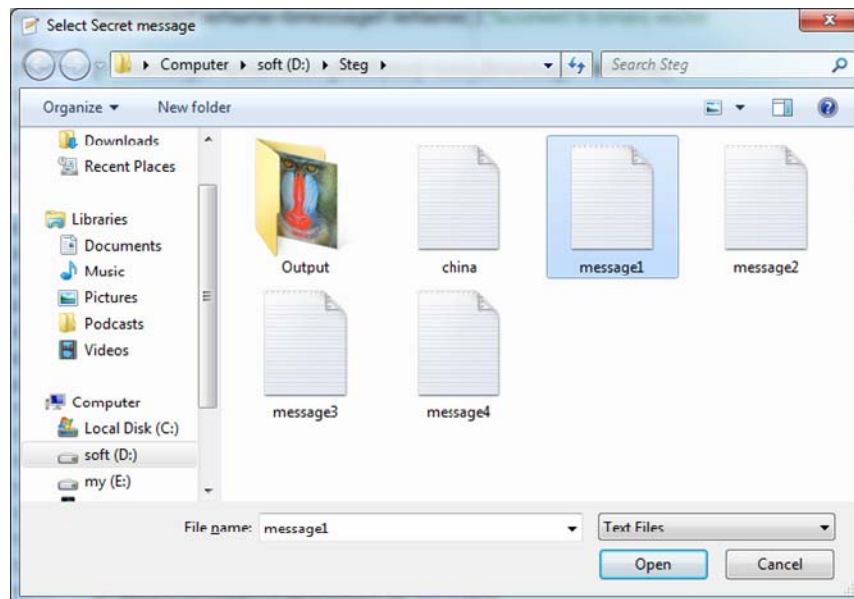 Select Secret message
Computer soft (D:) Steg
Search Steg
Organize New folder
Downloads
Recent Places
Libraries
Documents
Music
Pictures
Podcasts
Videos
Computer
Local Disk (C:)
soft (D:)
my (E:)
Output china message1 message2
message3 message4
File name: message1
Text Files
Open Cancel